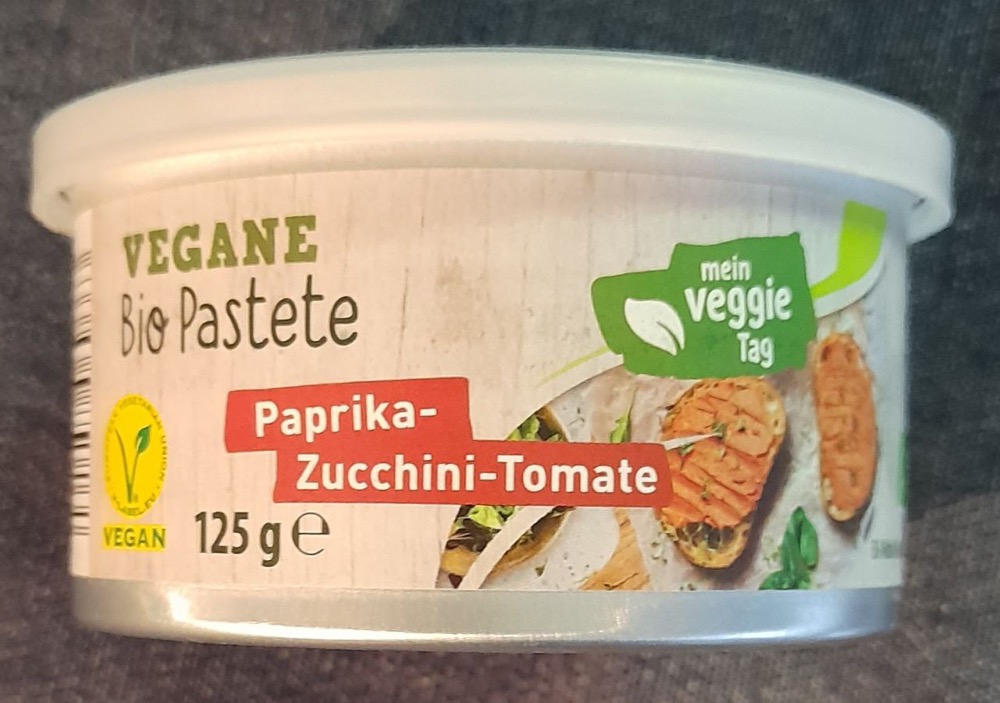 VEGANE
Bio Pastete
mein
veggie
Tag
Paprika-
Zucchini-Tomate
VEGAN
125 g ℮